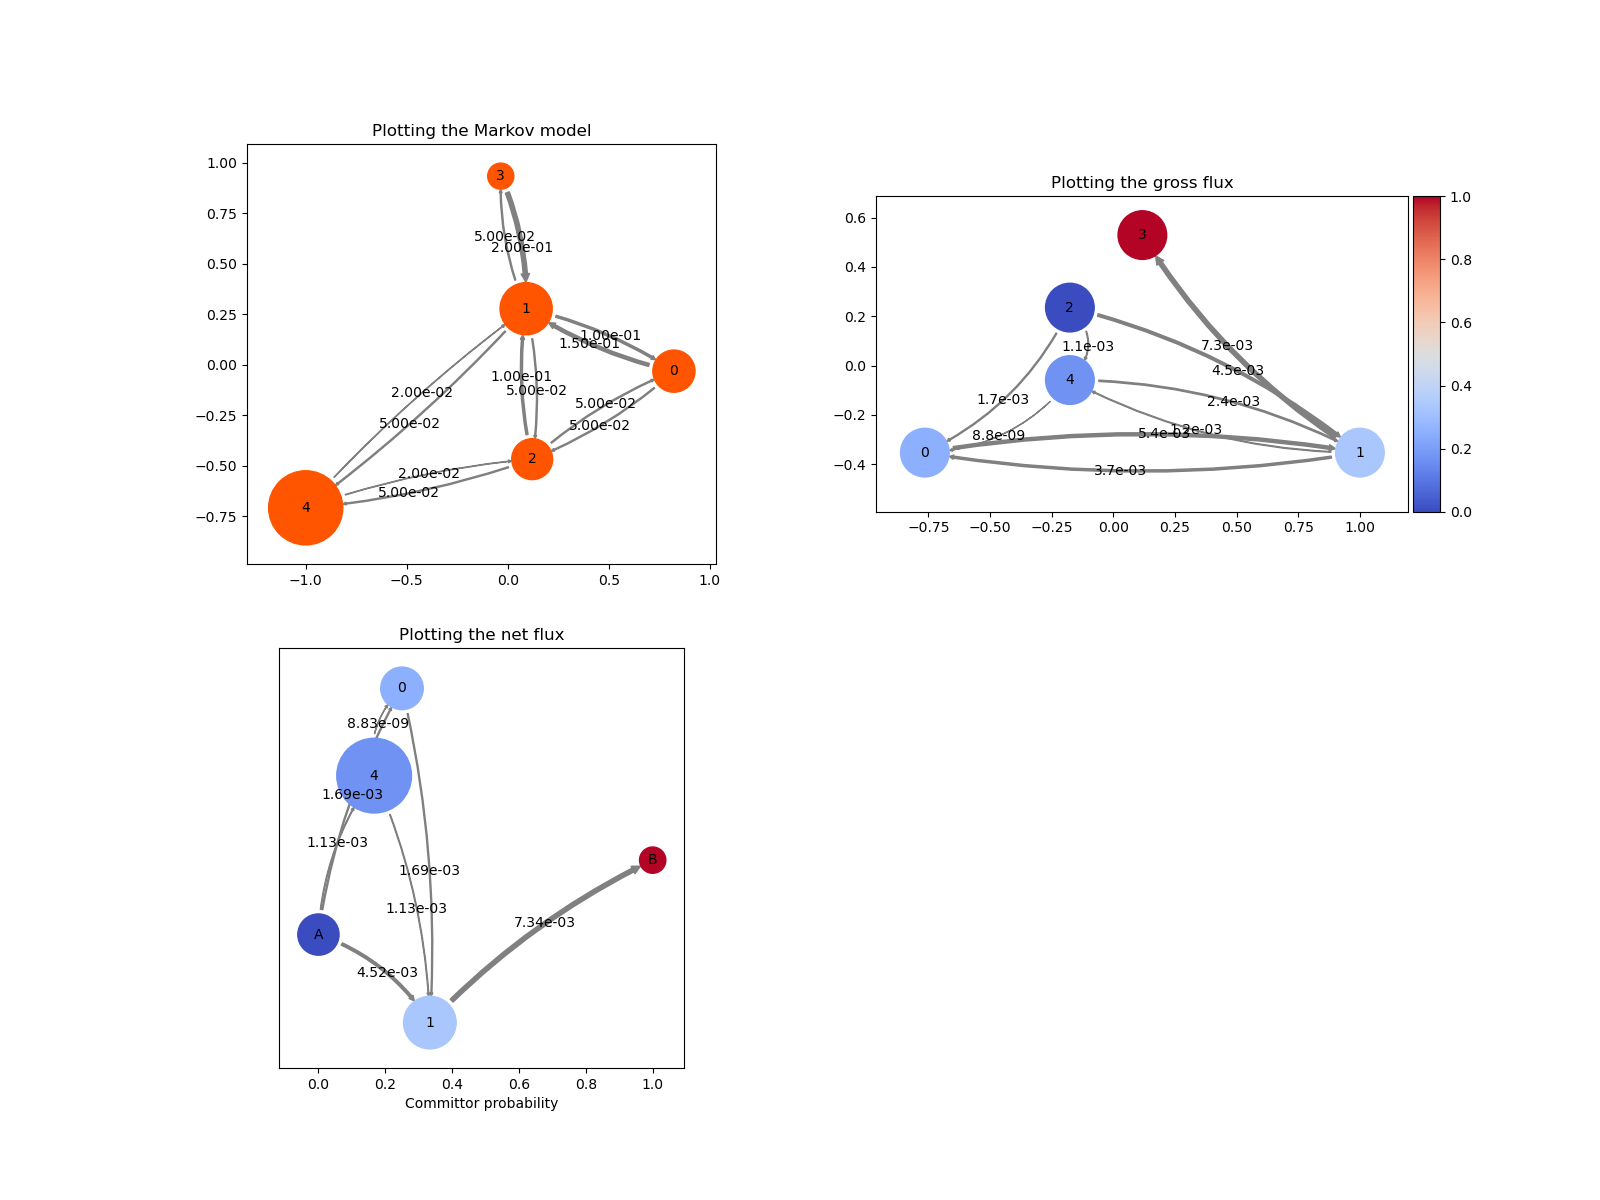 Plotting the Markov model
1.00
0.75
0.50
0.25
0.00
−0.25
−0.50
−0.75
3
5.00e-02
2.00e-01
1
1.00e-01
1.50e-01
0
1.00e-01
5.00e-02
2.00e-02
5.00e-02
5.00e-02
5.00e-02
2
2.00e-02
5.00e-02
4
−1.0
−0.5
0.0
0.5
1.0
Plotting the gross flux
0.6
0.4
0.2
0.0
−0.2
−0.4
3
2
1.1e-03
7.3e-03
4.5e-03
4
1.7e-03
2.4e-03
8.8e-09
5.4e-03
1.2e-03
0
1
3.7e-03
−0.75
−0.50
−0.25
0.00
0.25
0.50
0.75
1.00
1.0
0.8
0.6
0.4
0.2
0.0
Plotting the net flux
0
8.83e-09
4
1.69e-03
1.13e-03
B
1.69e-03
1.13e-03
7.34e-03
A
4.52e-03
1
0.0
0.2
0.4
0.6
0.8
1.0
Committor probability